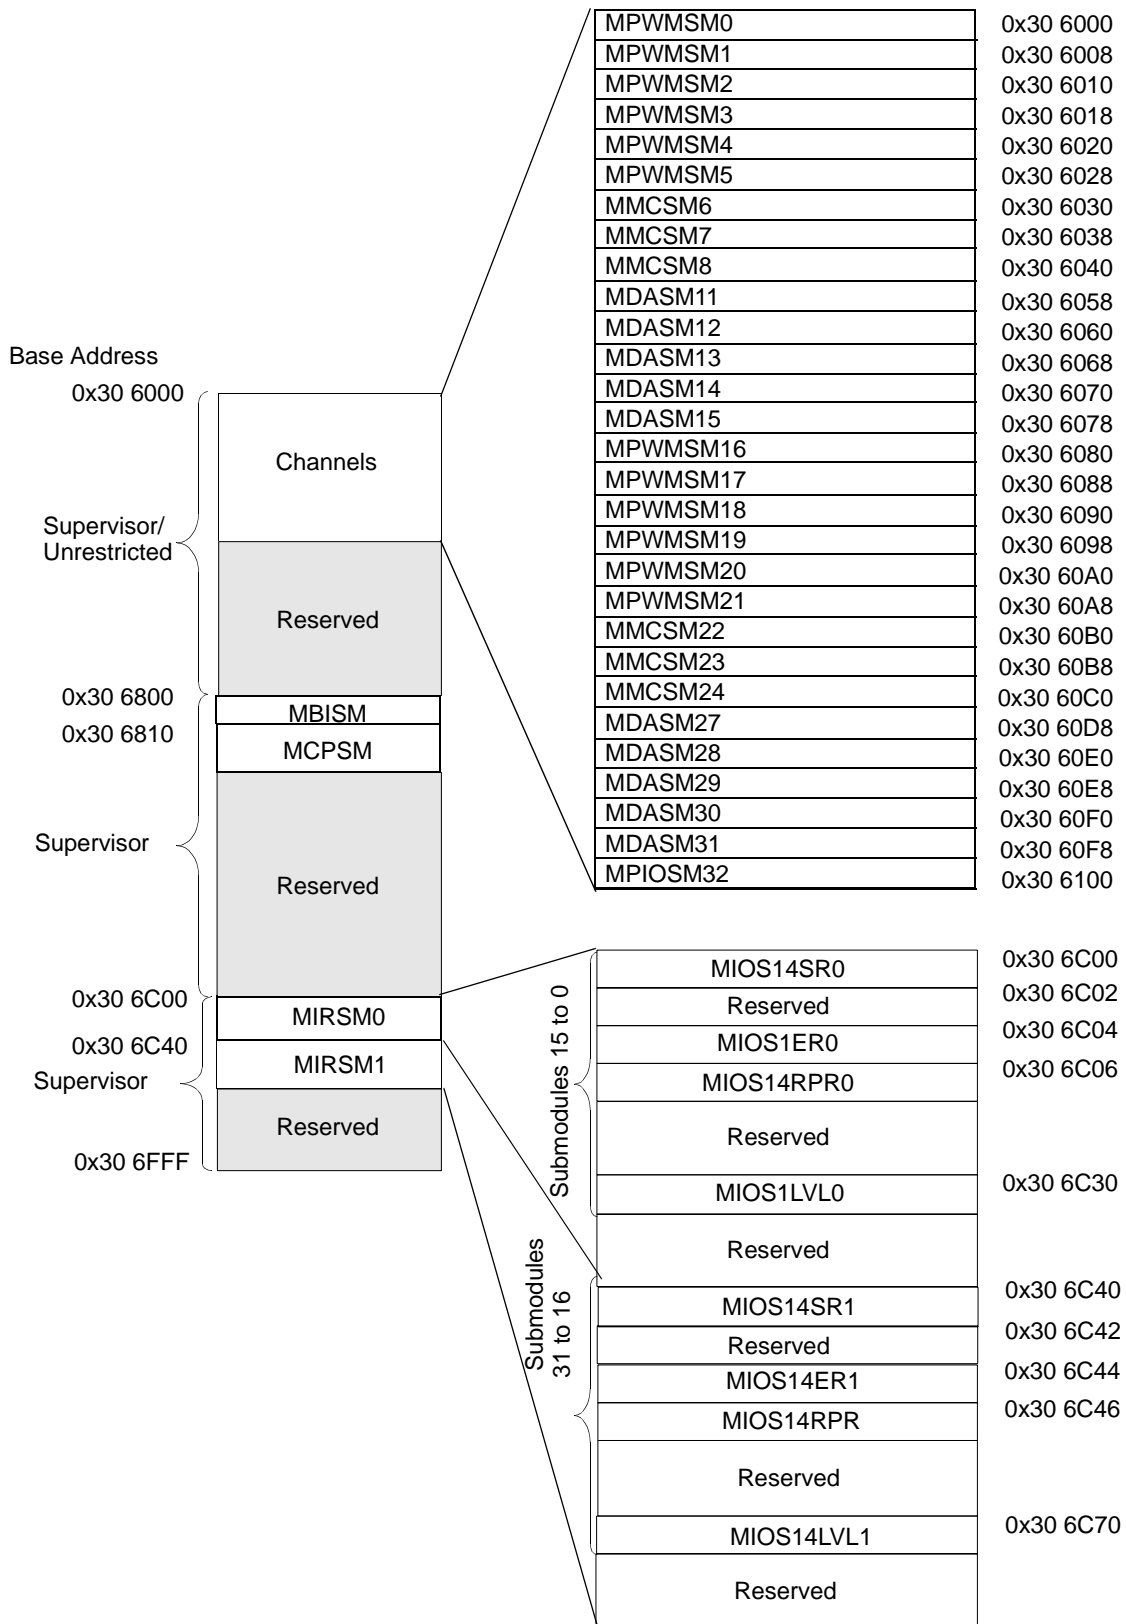 MPWMSM0 0x30 6000
MPWMSM1 0x30 6008
MPWMSM2 0x30 6010
MPWMSM3 0x30 6018
MPWMSM4 0x30 6020
MPWMSM5 0x30 6028
MMCSM6 0x30 6030
MMCSM7 0x30 6038
MMCSM8 0x30 6040
MDASM11 0x30 6058
MDASM12 0x30 6060
MDASM13 0x30 6068
MDASM14 0x30 6070
MDASM15 0x30 6078
MPWMSM16 0x30 6080
MPWMSM17 0x30 6088
MPWMSM18 0x30 6090
MPWMSM19 0x30 6098
MPWMSM20 0x30 60A0
MPWMSM21 0x30 60A8
MMCSM22 0x30 60B0
MMCSM23 0x30 60B8
MMCSM24 0x30 60C0
MDASM27 0x30 60D8
MDASM28 0x30 60E0
MDASM29 0x30 60E8
MDASM30 0x30 60F0
MDASM31 0x30 60F8
MPIOSM32 0x30 6100
Base Address
0x30 6000
Channels
Supervisor/
Unrestricted
Reserved
0x30 6800
MBISM
0x30 6810
MCPSM
Supervisor
Reserved
0x30 6C00
MIRSM0
0x30 6C40
MIRSM1
Supervisor
Reserved
0x30 6FFF
Submodules 15 to 0
MIOS14SR0 0x30 6C00
Reserved 0x30 6C02
MIOS1ER0 0x30 6C04
MIOS14RPR0 0x30 6C06
Reserved
MIOS1LVL0 0x30 6C30
Reserved
Submodules
31 to 16
MIOS14SR1 0x30 6C40
Reserved 0x30 6C42
MIOS14ER1 0x30 6C44
MIOS14RPR 0x30 6C46
Reserved
MIOS14LVL1 0x30 6C70
Reserved